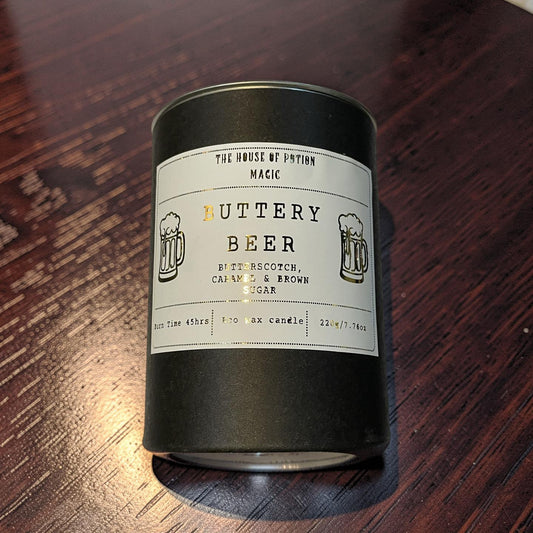 THE HOUSE OF POTION
MAGIC
BUTTERY
BEER
BUTTERSCOTCH,
CARAMEL & BROWN
SUGAR
Burn Time 45hrs | Eco wax candle | 220g/7.76oz